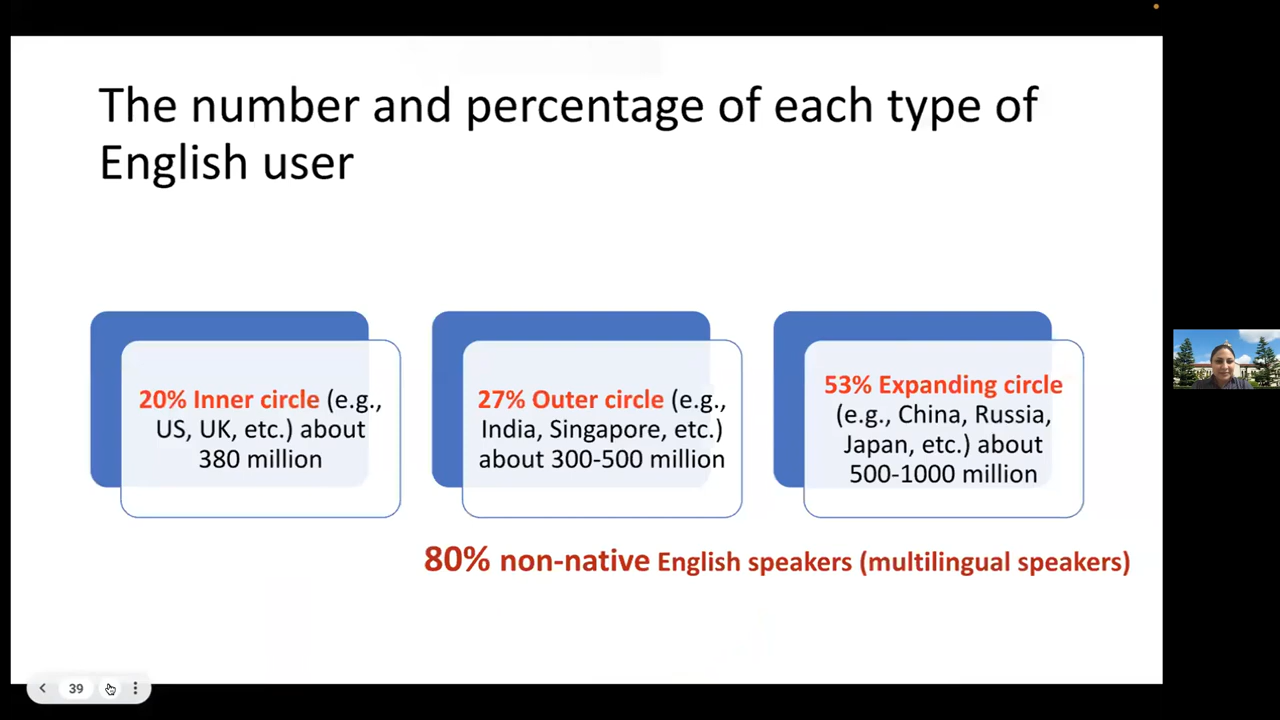 The number and percentage of each type of
English user
20% Inner circle (e.g.,
US, UK, etc.) about
380 million
27% Outer circle (e.g.,
India, Singapore, etc.)
about 300-500 million
53% Expanding circle
(e.g., China, Russia,
Japan, etc.) about
500-1000 million
80% non-native English speakers (multilingual speakers)
39